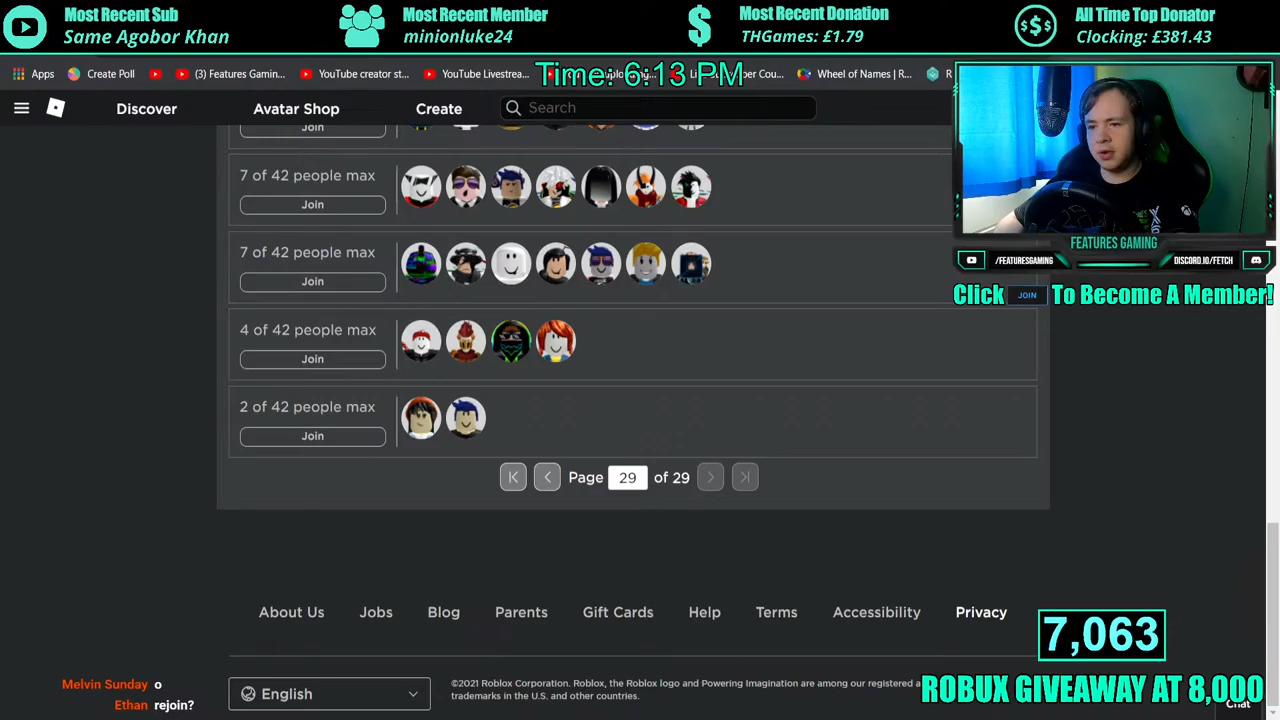 Most Recent Sub
Same Agobor Khan
Most Recent Member
minionluke24
Most Recent Donation
THGames: £1.79
All Time Top Donator
Clocking: £381.43
Apps
Create Poll
(3) Features Gamin...
YouTube creator st...
YouTube Livestrea...
Time: 6:13 PM
Wheel of Names | R...
Discover
Avatar Shop
Create
Search
Join
7 of 42 people max
Join
7 of 42 people max
Join
4 of 42 people max
Join
2 of 42 people max
Join
Page 29 of 29
FEATURES GAMING
/FEATURESGAMING
DISCORD.IO/FETCH
Click JOIN To Become A Member!
About Us
Jobs
Blog
Parents
Gift Cards
Help
Terms
Accessibility
Privacy
7,063
ROBUX GIVEAWAY AT 8,000
Melvin Sunday o
Ethan rejoin?
English
©2021 Roblox Corporation. Roblox, the Roblox logo and Powering Imagination are among our registered a
trademarks in the U.S. and other countries.
Chat